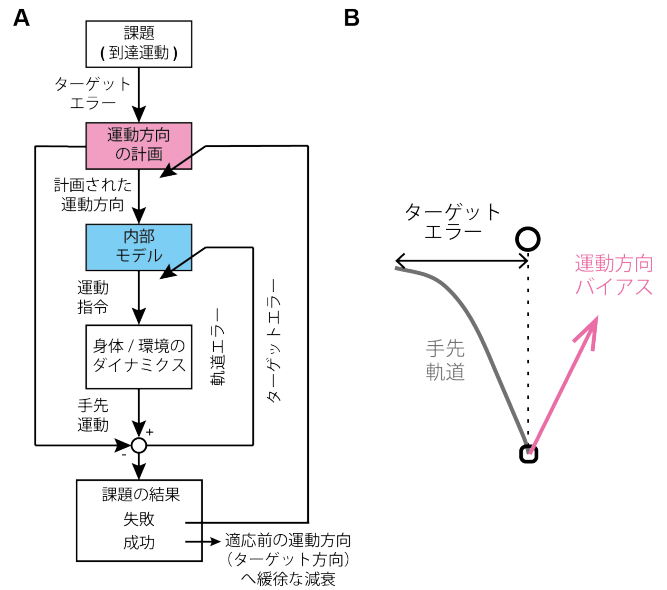 A
課題
(到達運動)
ターゲット
エラー
運動方向
の計画
計画された
運動方向
内部
モデル
運動
指令
軌道エラー
ターゲットエラー
身体 / 環境の
ダイナミクス
手先
運動
+
-
課題の結果
失敗
成功
適応前の運動方向
(ターゲット方向)
へ緩徐な減衰
B
ターゲット
エラー
運動方向
バイアス
手先
軌道